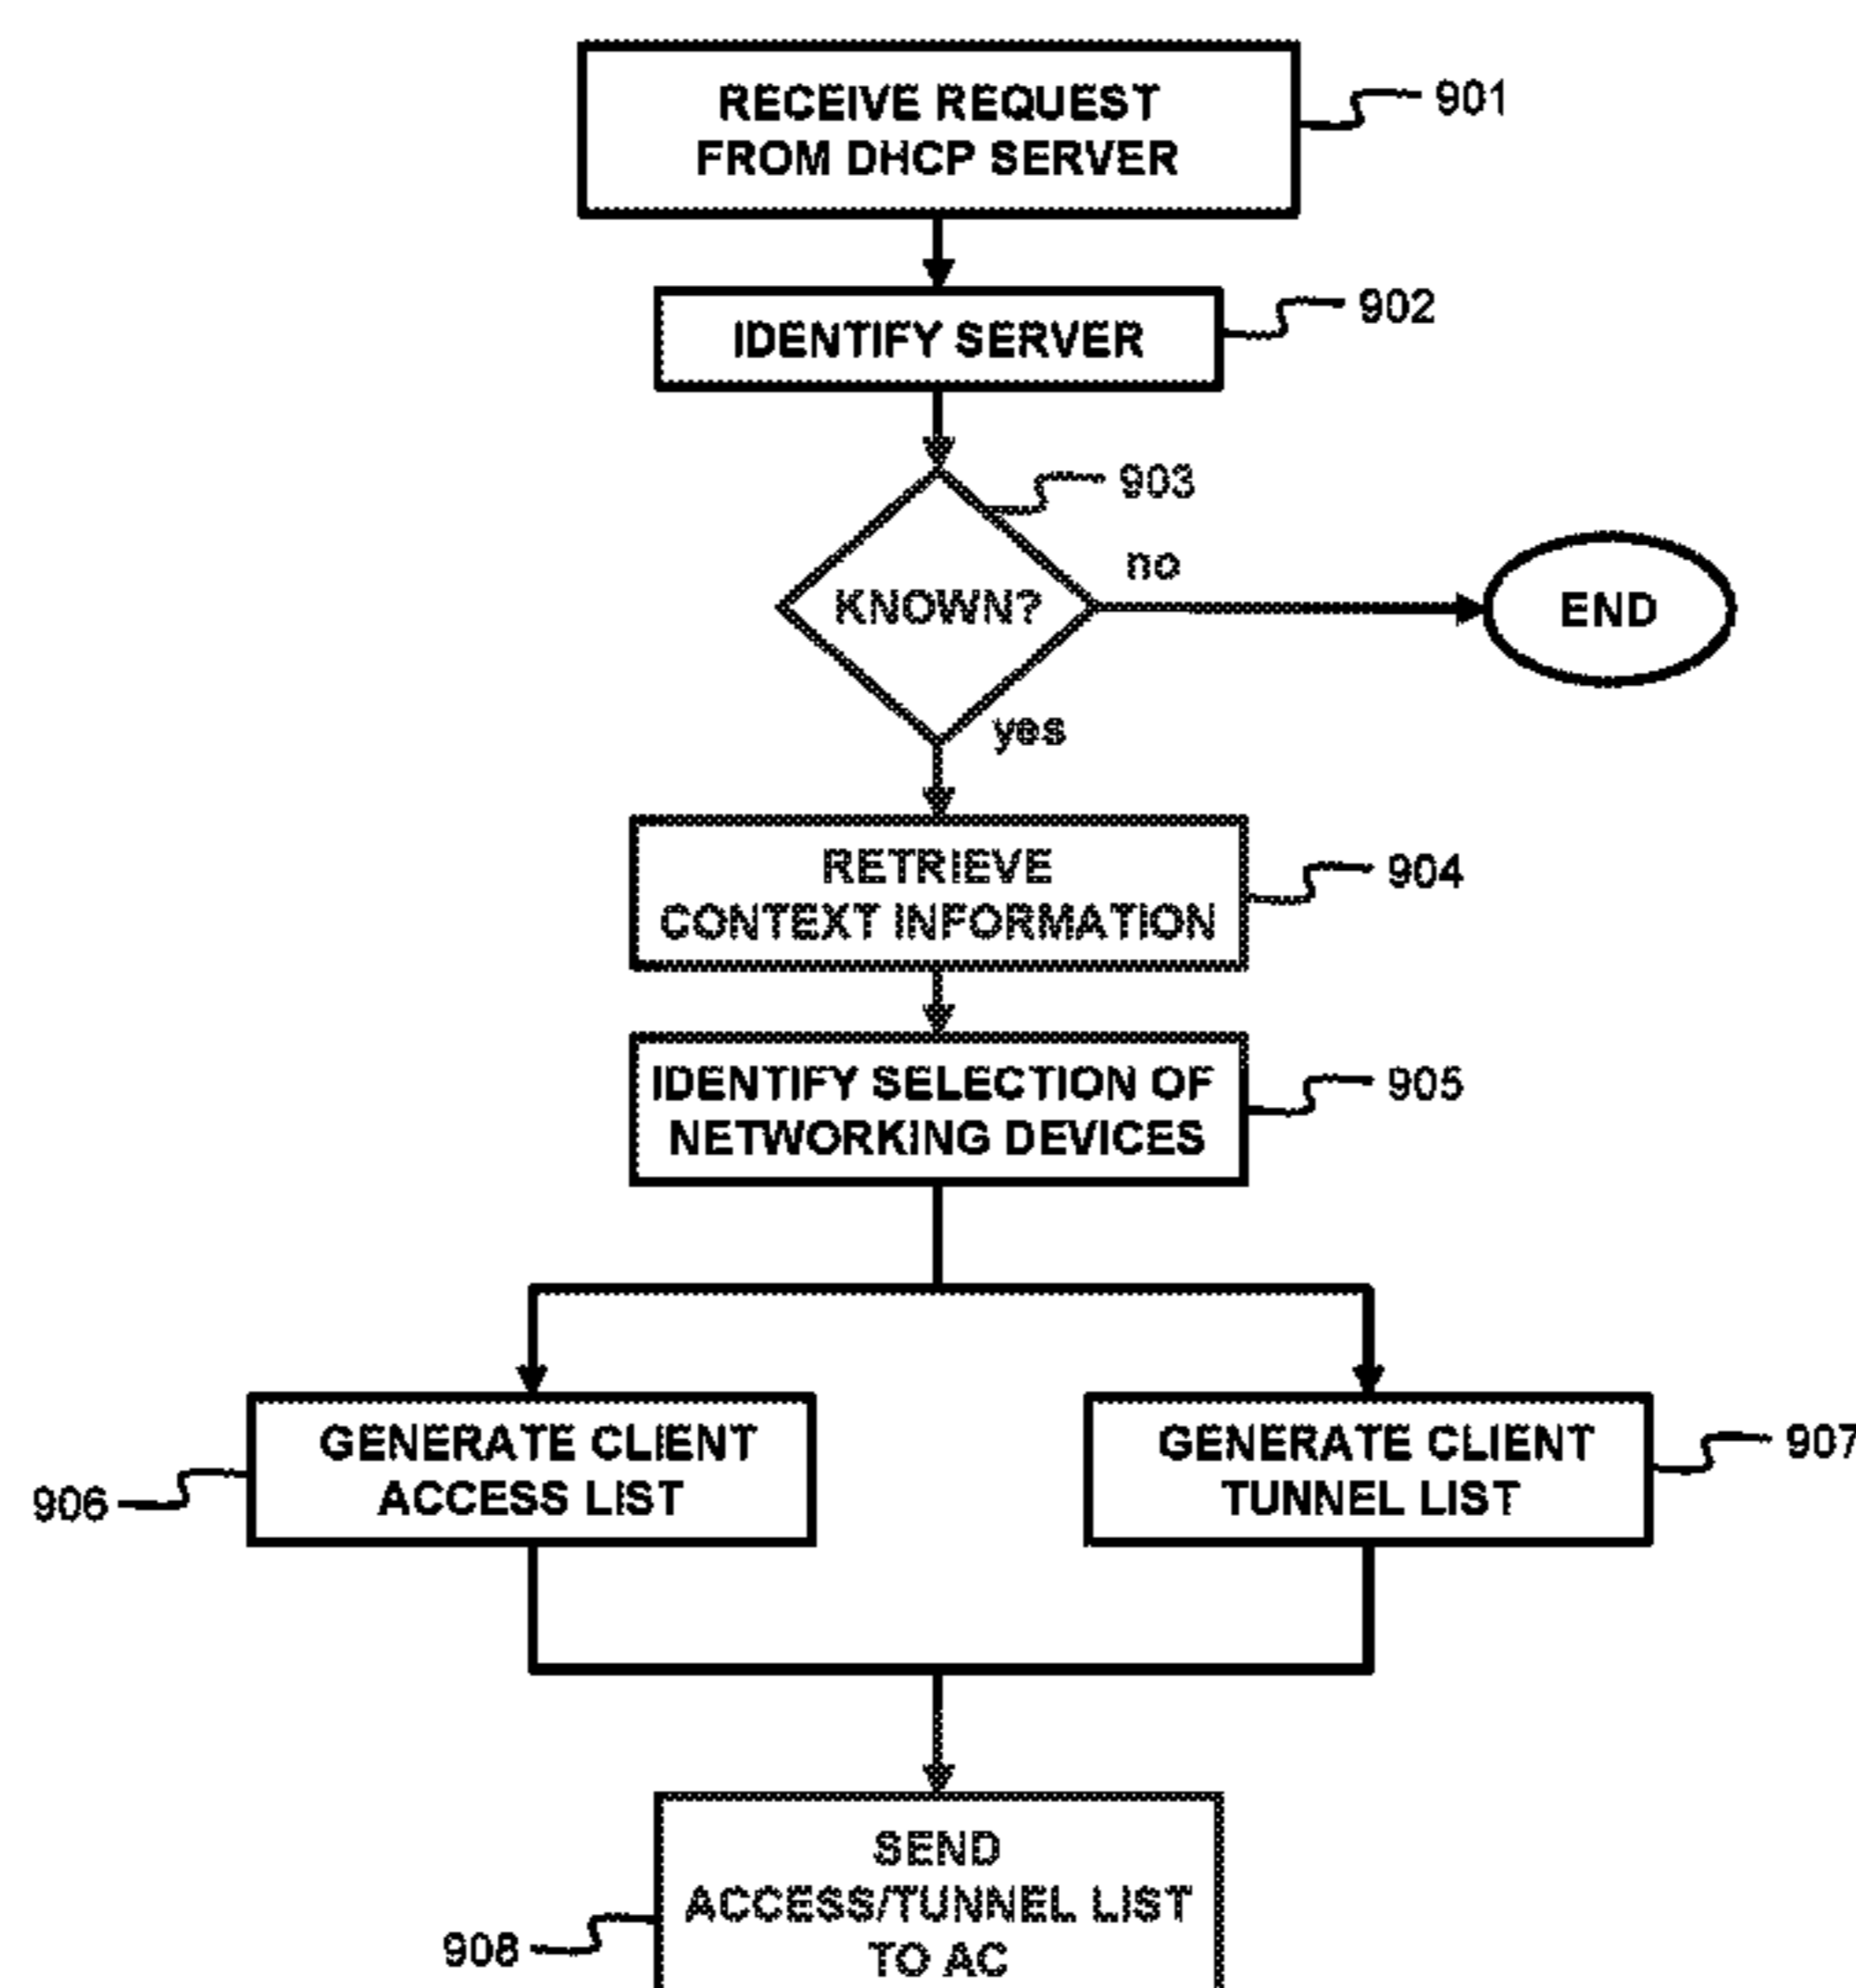 RECEIVE REQUEST
FROM DHCP SERVER
901
IDENTIFY SERVER
902
903
KNOWN?
no
END
yes
RETRIEVE
CONTEXT INFORMATION
904
IDENTIFY SELECTION OF
NETWORKING DEVICES
905
GENERATE CLIENT
ACCESS LIST
906
GENERATE CLIENT
TUNNEL LIST
907
SEND
ACCESS/TUNNEL LIST
TO AC
908